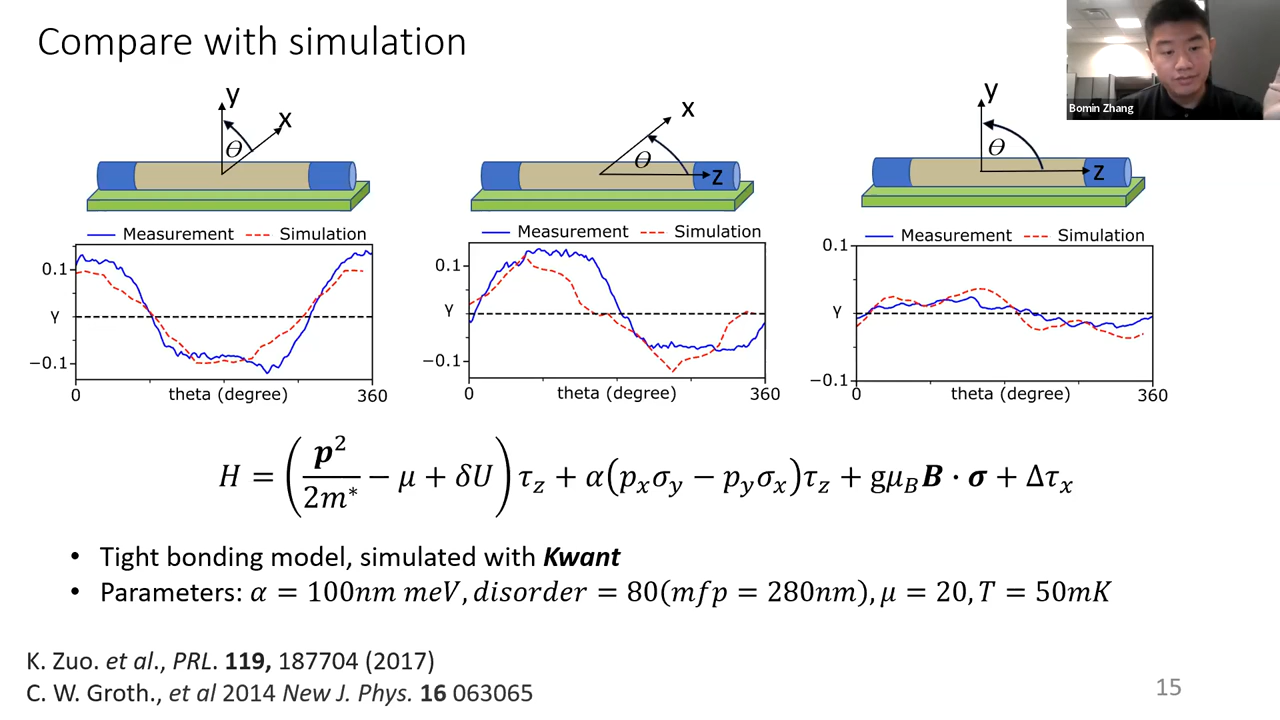 Compare with simulation
Bomin Zhang
y
x
Θ
x
Θ
z
y
Θ
z
Measurement Simulation
0.1
γ
−0.1
0
theta (degree)
360
Measurement Simulation
0.1
γ
−0.1
0
theta (degree)
360
Measurement Simulation
0.1
γ
−0.1
0
theta (degree)
360
H = (p²/2m* − μ + δU) τz + α(pxσy − pyσx)τz + gμB B · σ + Δτx
• Tight bonding model, simulated with Kwant
• Parameters: α = 100nm meV, disorder = 80(mfp = 280nm), μ = 20, T = 50mK
K. Zuo. et al., PRL. 119, 187704 (2017)
C. W. Groth., et al 2014 New J. Phys. 16 063065
15